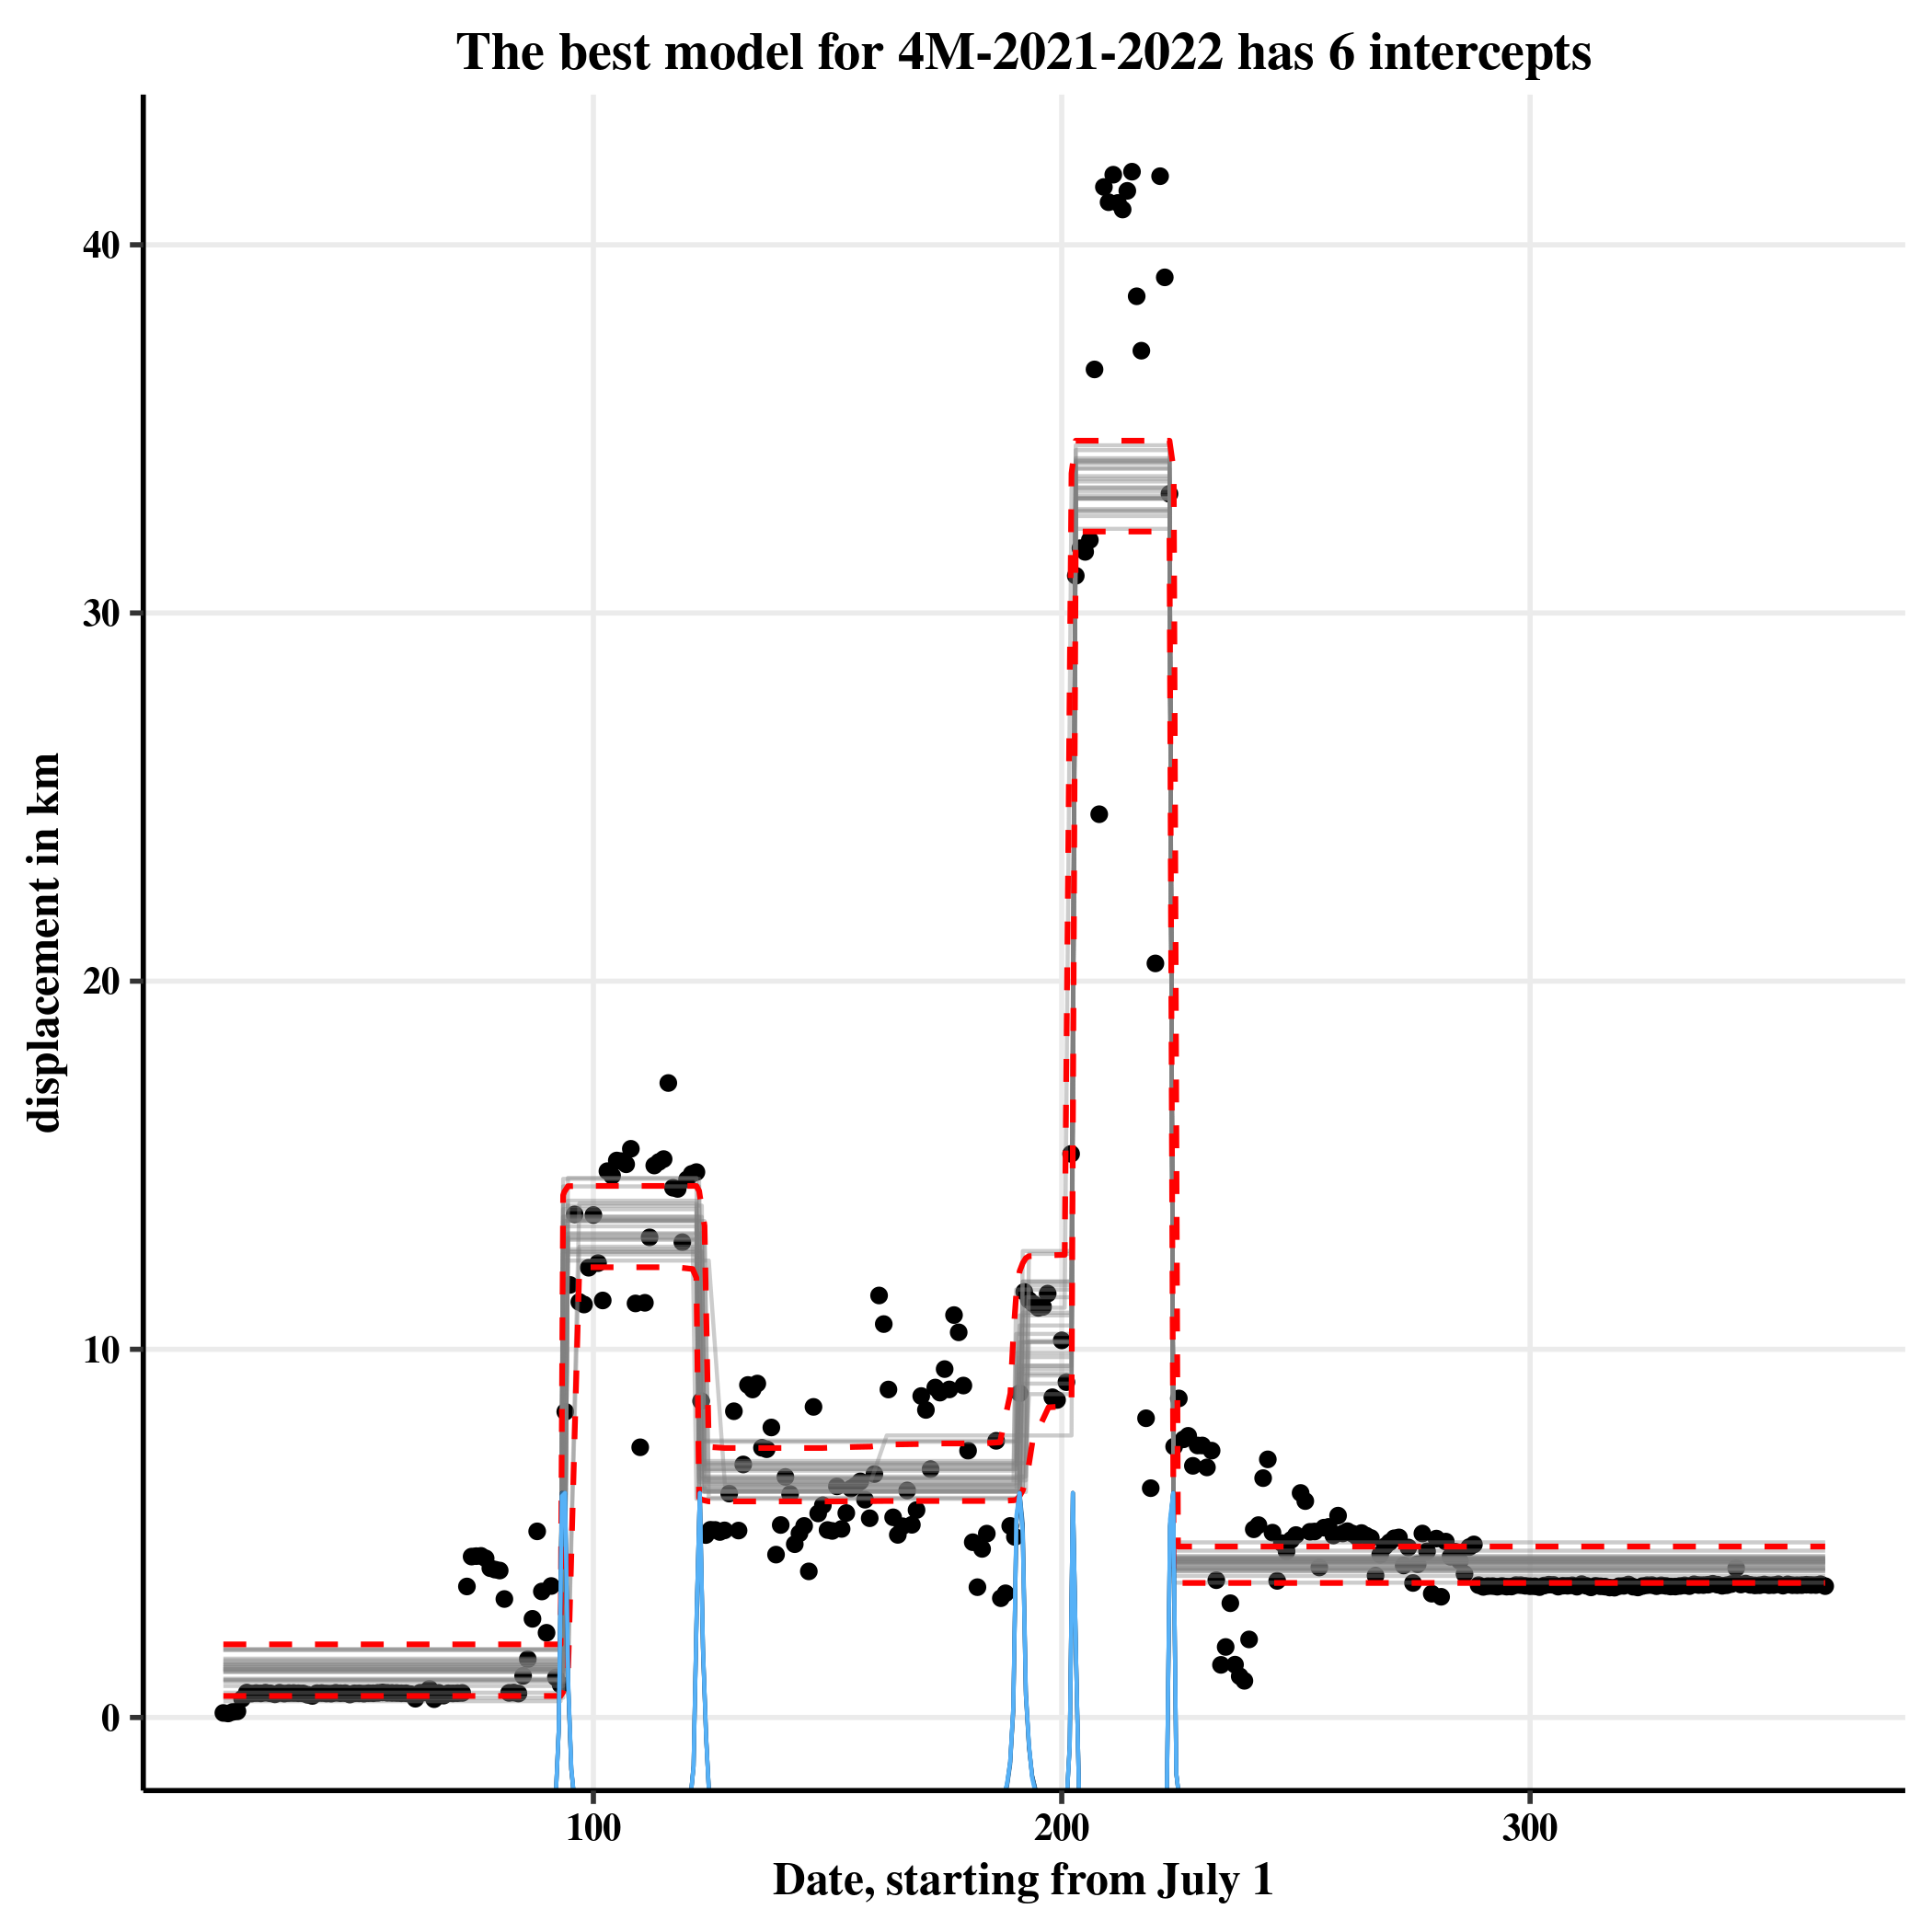 The best model for 4M-2021-2022 has 6 intercepts
displacement in km
40
30
20
10
0
100 200 300
Date, starting from July 1